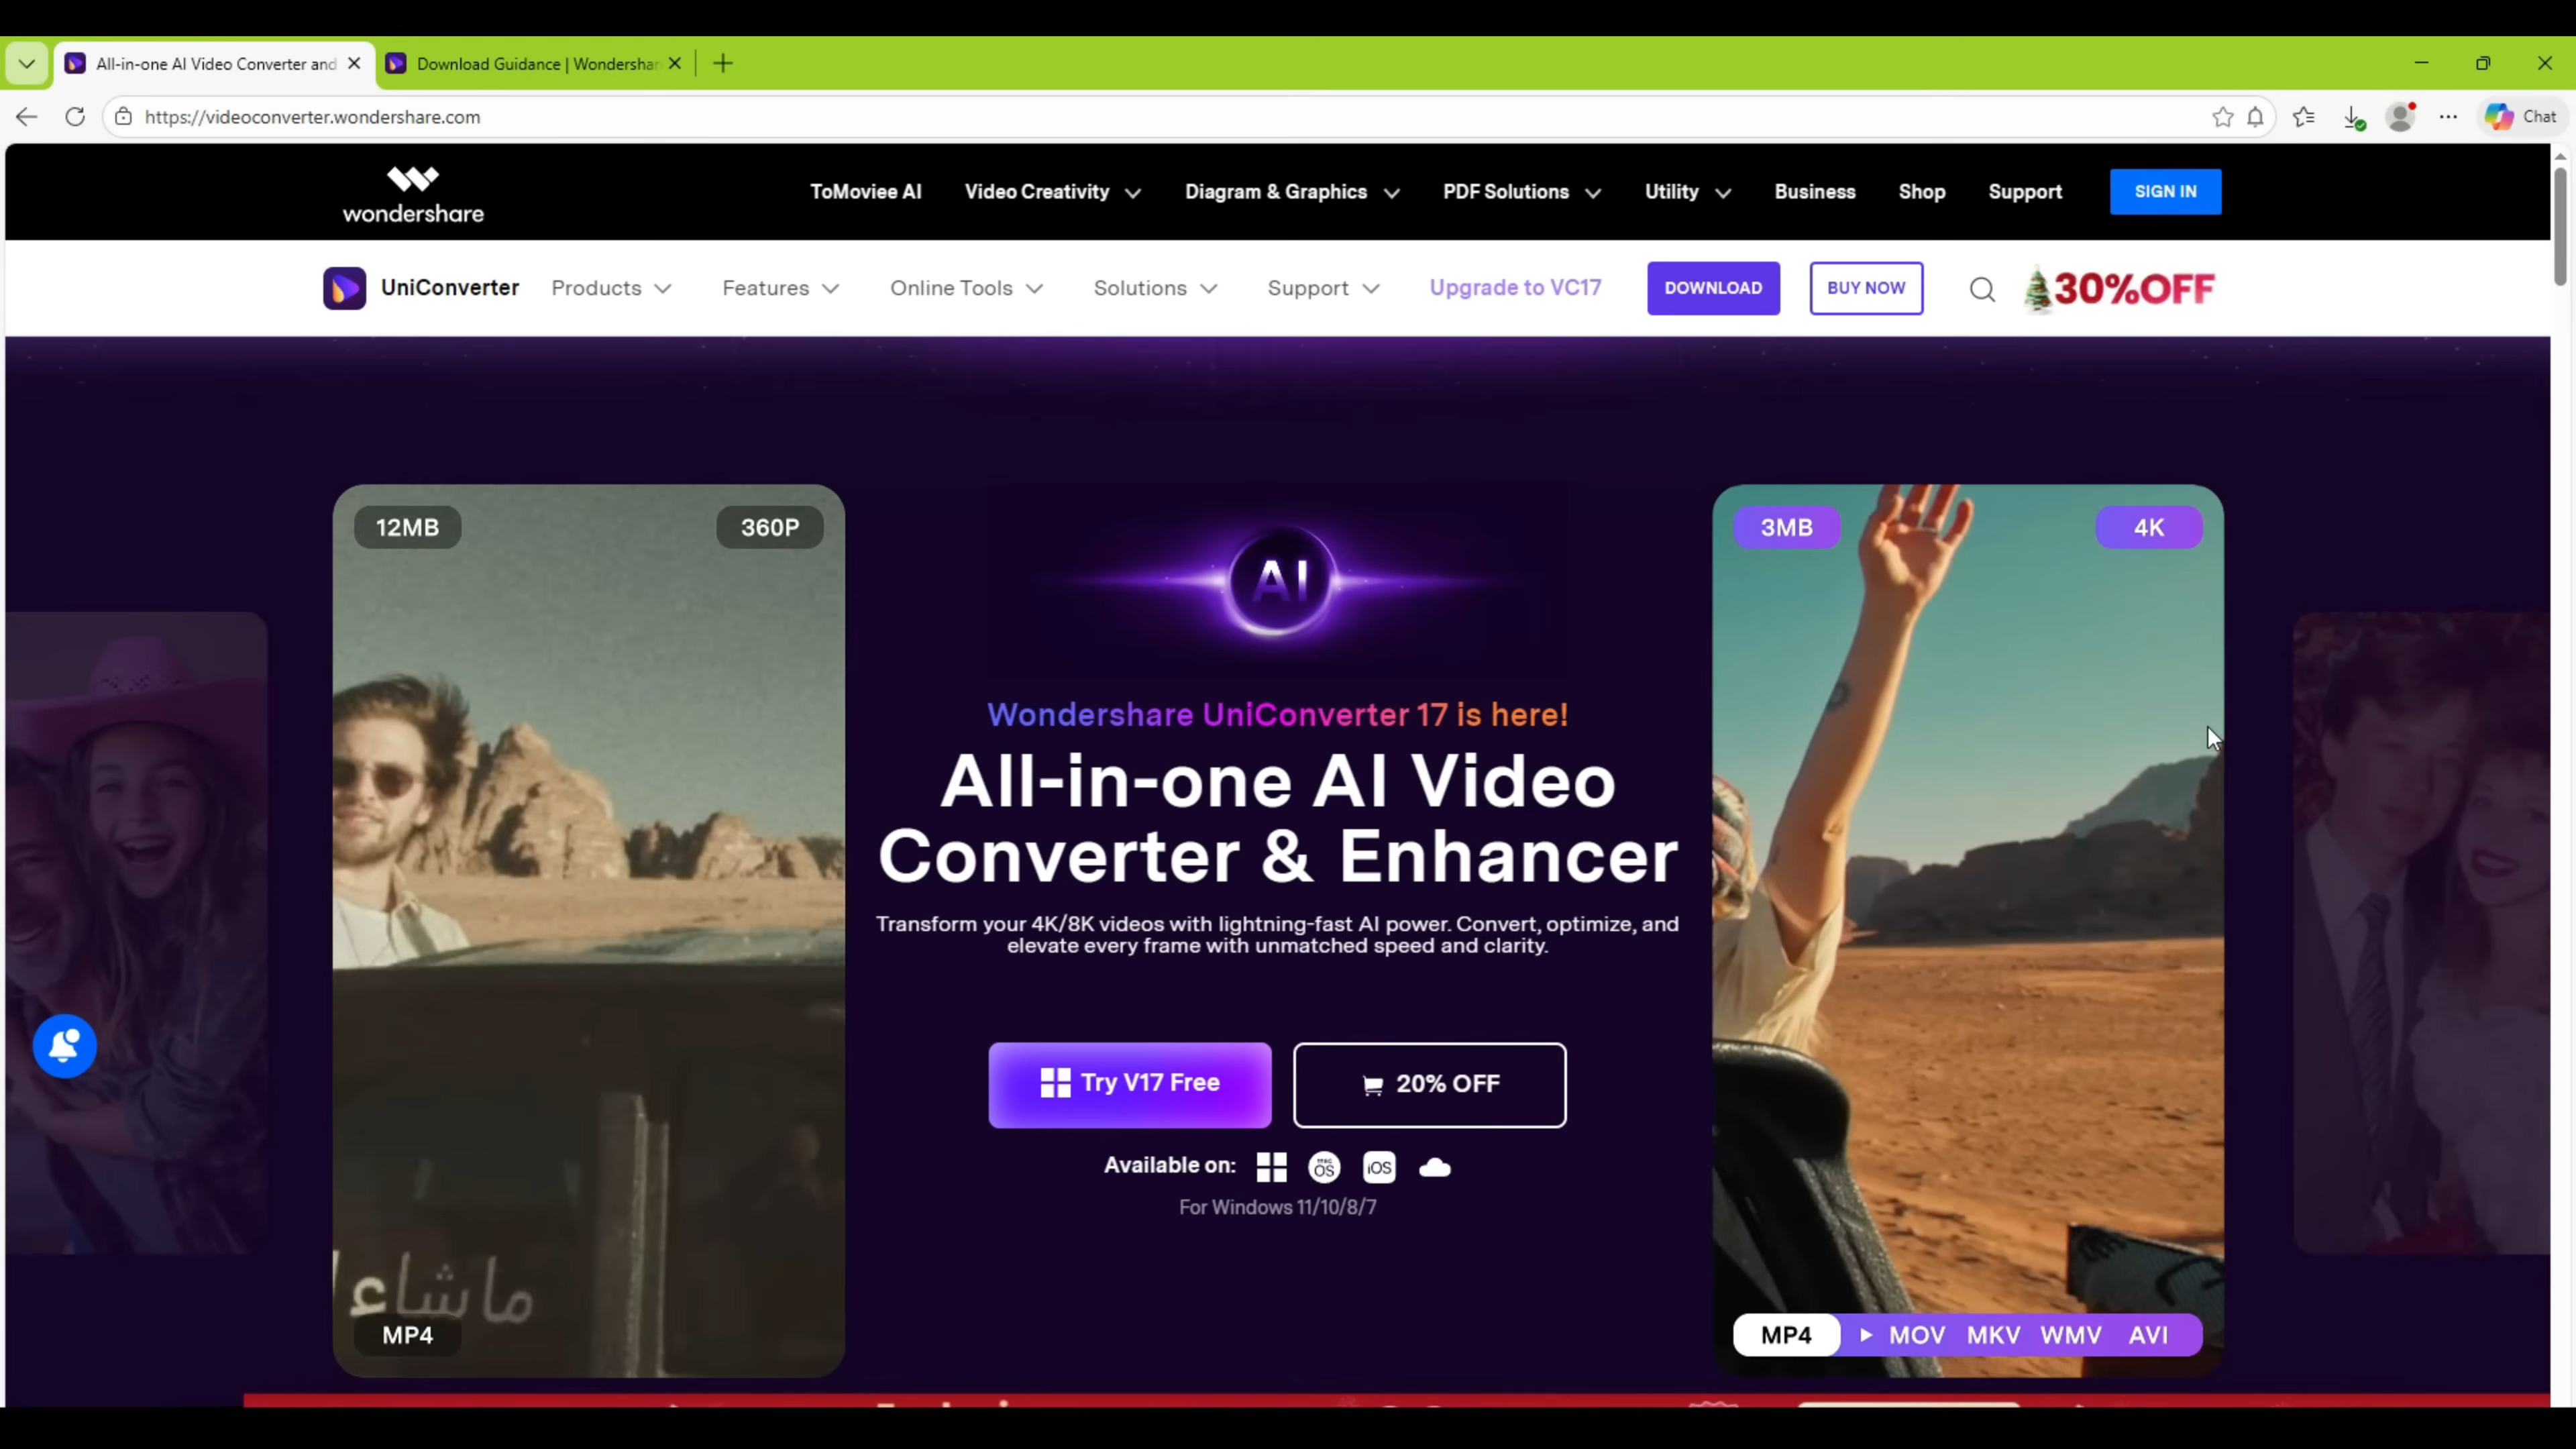 All-in-one AI Video Converter and
Download Guidance | Wondershar
https://videoconverter.wondershare.com
Chat
wondershare
ToMoviee AI Video Creativity Diagram & Graphics PDF Solutions Utility Business Shop Support SIGN IN
UniConverter Products Features Online Tools Solutions Support Upgrade to VC17 DOWNLOAD BUY NOW 30%OFF
12MB 360P
3MB 4K
AI
Wondershare UniConverter 17 is here!
All-in-one AI Video
Converter & Enhancer
Transform your 4K/8K videos with lightning-fast AI power. Convert, optimize, and
elevate every frame with unmatched speed and clarity.
Try V17 Free 20% OFF
Available on: macOS iOS
For Windows 11/10/8/7
ماشاء
MP4
MP4 MOV MKV WMV AVI